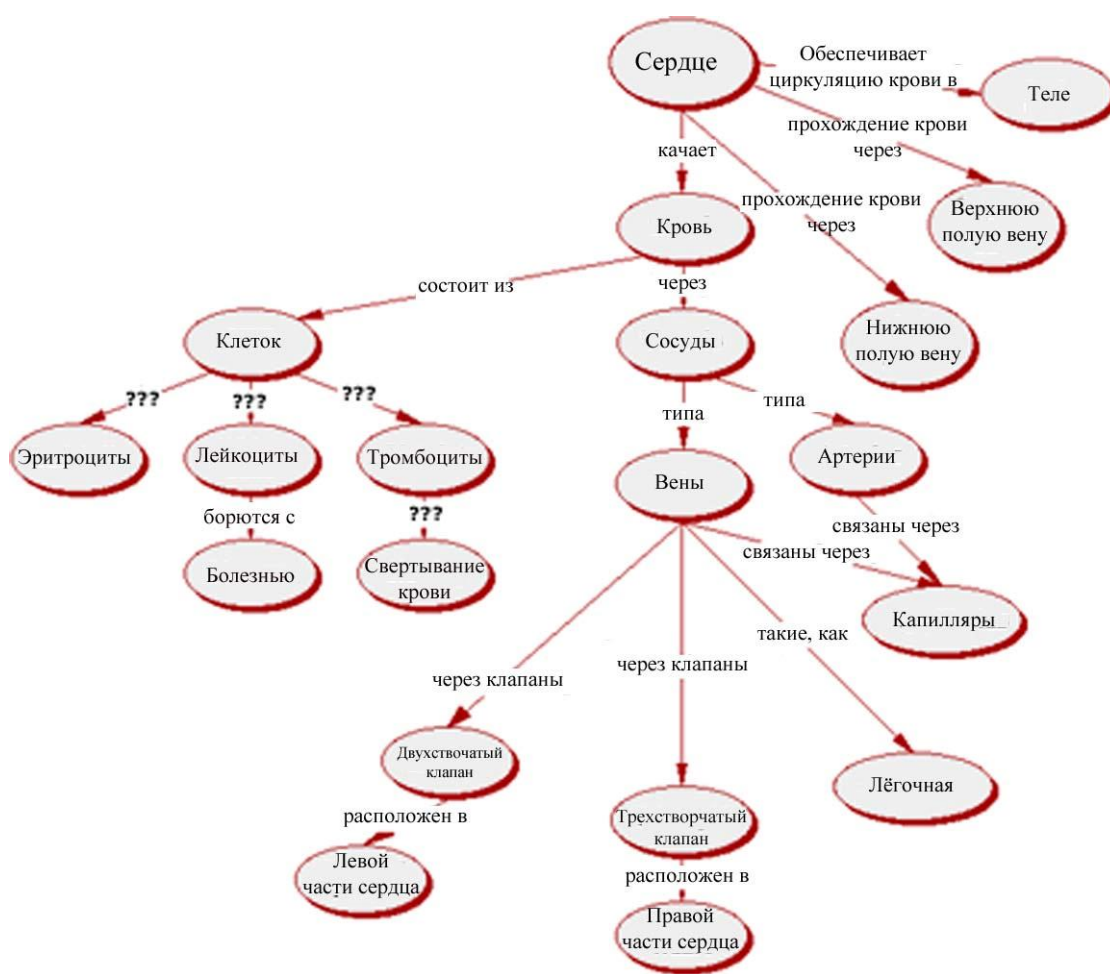 Сердце
Обеспечивает
циркуляцию крови в
Теле
прохождение крови
через
Верхнюю
полую вену
качает
прохождение крови
через
Кровь
Нижнюю
полую вену
состоит из
через
Клеток
Сосуды
???
???
???
типа
типа
Эритроциты
Лейкоциты
Тромбоциты
Вены
Артерии
борются с
???
связаны через
связаны через
Болезнью
Свертывание
крови
Капилляры
такие, как
через клапаны
через клапаны
Двухствочатый
клапан
Лёгочная
расположен в
Трехстворчатый
клапан
Левой
части сердца
расположен в
Правой
части сердца